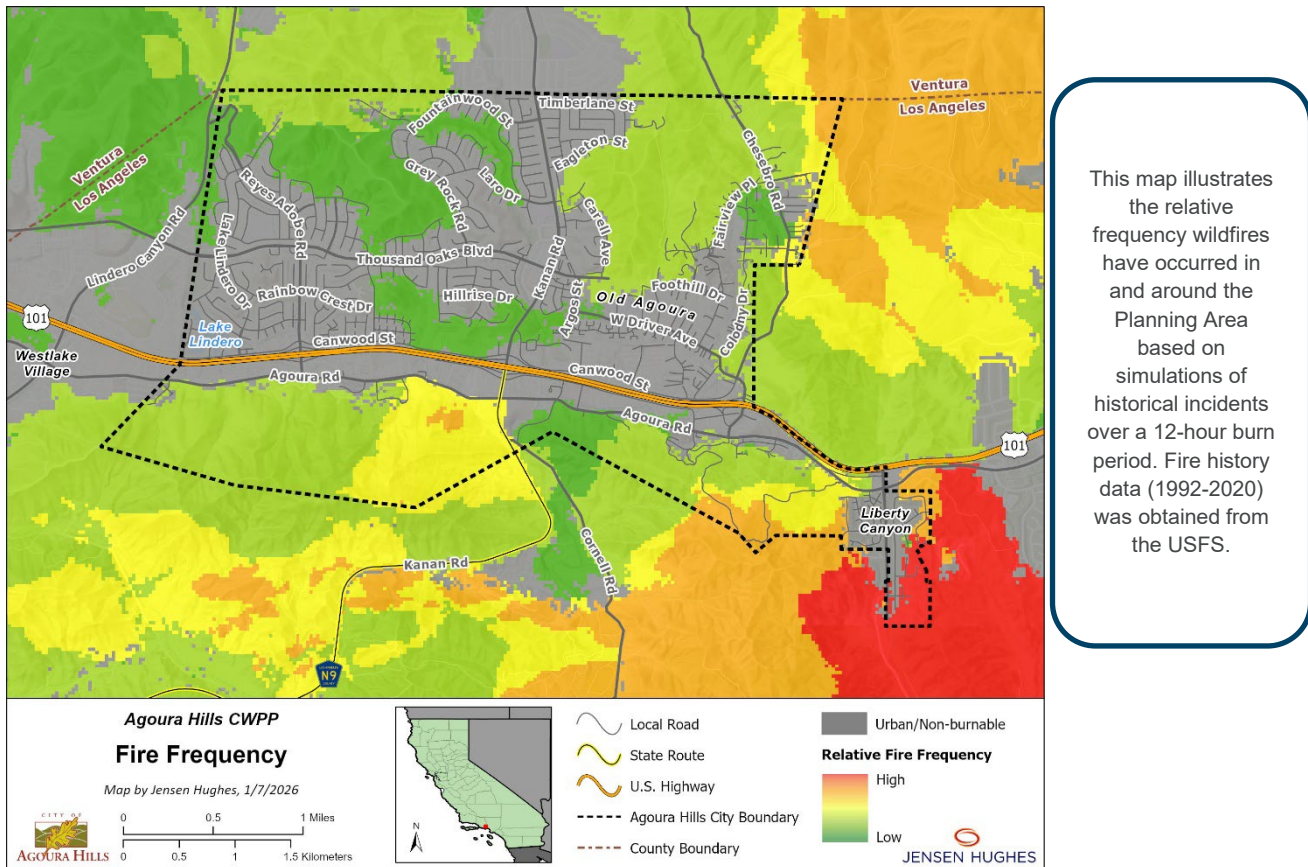 Ventura
Los Angeles
Timberlane St
Fountainwood St
Eagleton St
Chesebro Rd
Ventura
Los Angeles
Grey Rock Rd
Laro Dr
Reyes Adobe Rd
Fairview Pl
Carell Ave
Lindero Canyon Rd
Lake Lindero Dr
Thousand Oaks Blvd
Kanan Rd
Rainbow Crest Dr
Hillrise Dr
Argos St
Old Agoura
Foothill Dr
W Driver Ave
Colodny Dr
101
Lake
Lindero
Canwood St
Westlake
Village
Agoura Rd
Canwood St
Agoura Rd
101
Liberty
Canyon
Kanan Rd
Cornell Rd
N9
This map illustrates
the relative
frequency wildfires
have occurred in
and around the
Planning Area
based on
simulations of
historical incidents
over a 12-hour burn
period. Fire history
data (1992-2020)
was obtained from
the USFS.
Agoura Hills CWPP
Fire Frequency
Map by Jensen Hughes, 1/7/2026
CITY OF
AGOURA HILLS
0 0.5 1 Miles
0 0.5 1 1.5 Kilometers
N
Local Road
State Route
U.S. Highway
Agoura Hills City Boundary
County Boundary
Urban/Non-burnable
Relative Fire Frequency
High
Low
JENSEN HUGHES